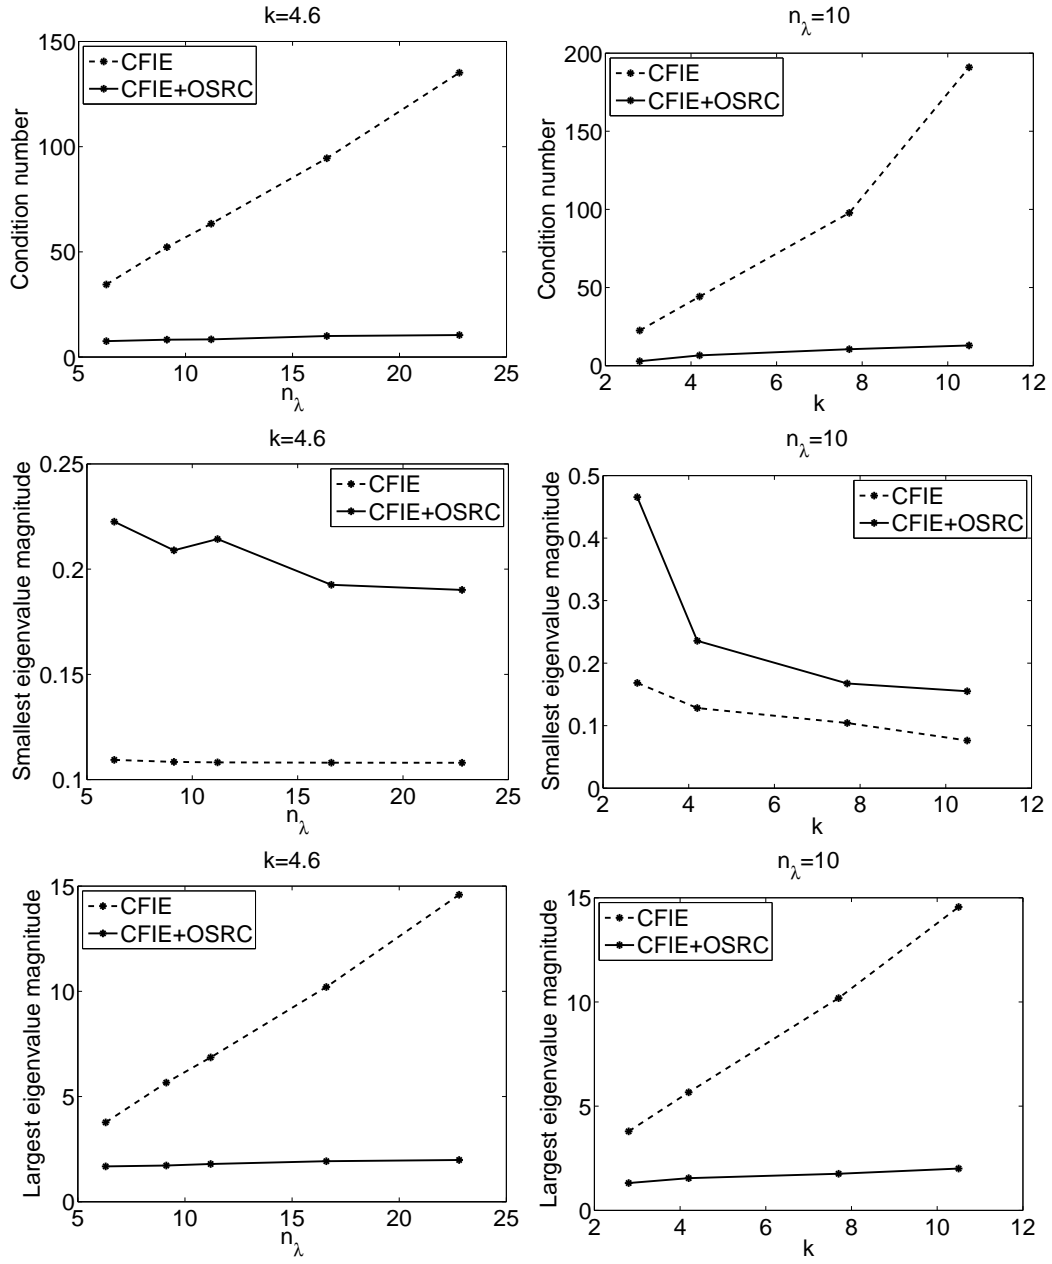 k=4.6
150
100
50
0
5
10
15
20
25
Condition number
n_λ
CFIE
CFIE+OSRC
n_λ=10
200
150
100
50
0
2
4
6
8
10
12
Condition number
k
CFIE
CFIE+OSRC
k=4.6
0.25
0.2
0.15
0.1
5
10
15
20
25
Smallest eigenvalue magnitude
n_λ
CFIE
CFIE+OSRC
n_λ=10
0.5
0.4
0.3
0.2
0.1
0
2
4
6
8
10
12
Smallest eigenvalue magnitude
k
CFIE
CFIE+OSRC
k=4.6
15
10
5
0
5
10
15
20
25
Largest eigenvalue magnitude
n_λ
CFIE
CFIE+OSRC
n_λ=10
15
10
5
0
2
4
6
8
10
12
Largest eigenvalue magnitude
k
CFIE
CFIE+OSRC